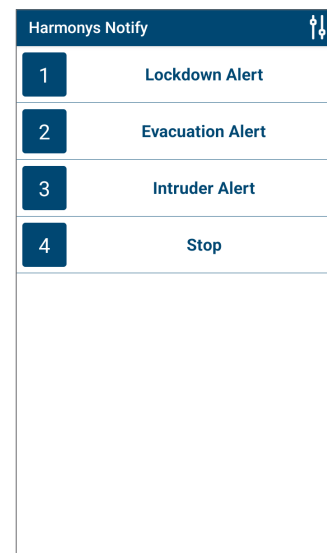 Harmonys Notify
1 Lockdown Alert
2 Evacuation Alert
3 Intruder Alert
4 Stop